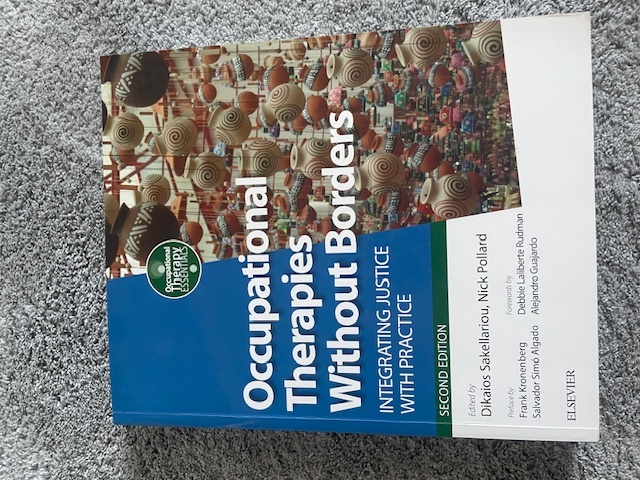 Occupational
Therapy
ESSENTIALS
Occupational
Therapies
Without Borders
INTEGRATING JUSTICE
WITH PRACTICE
SECOND EDITION
Edited by
Dikaios Sakellariou, Nick Pollard
Preface by
Frank Kronenberg
Salvador Simó Algado
Forewords by
Debbie Laliberte Rudman
Alejandro Guajardo
ELSEVIER